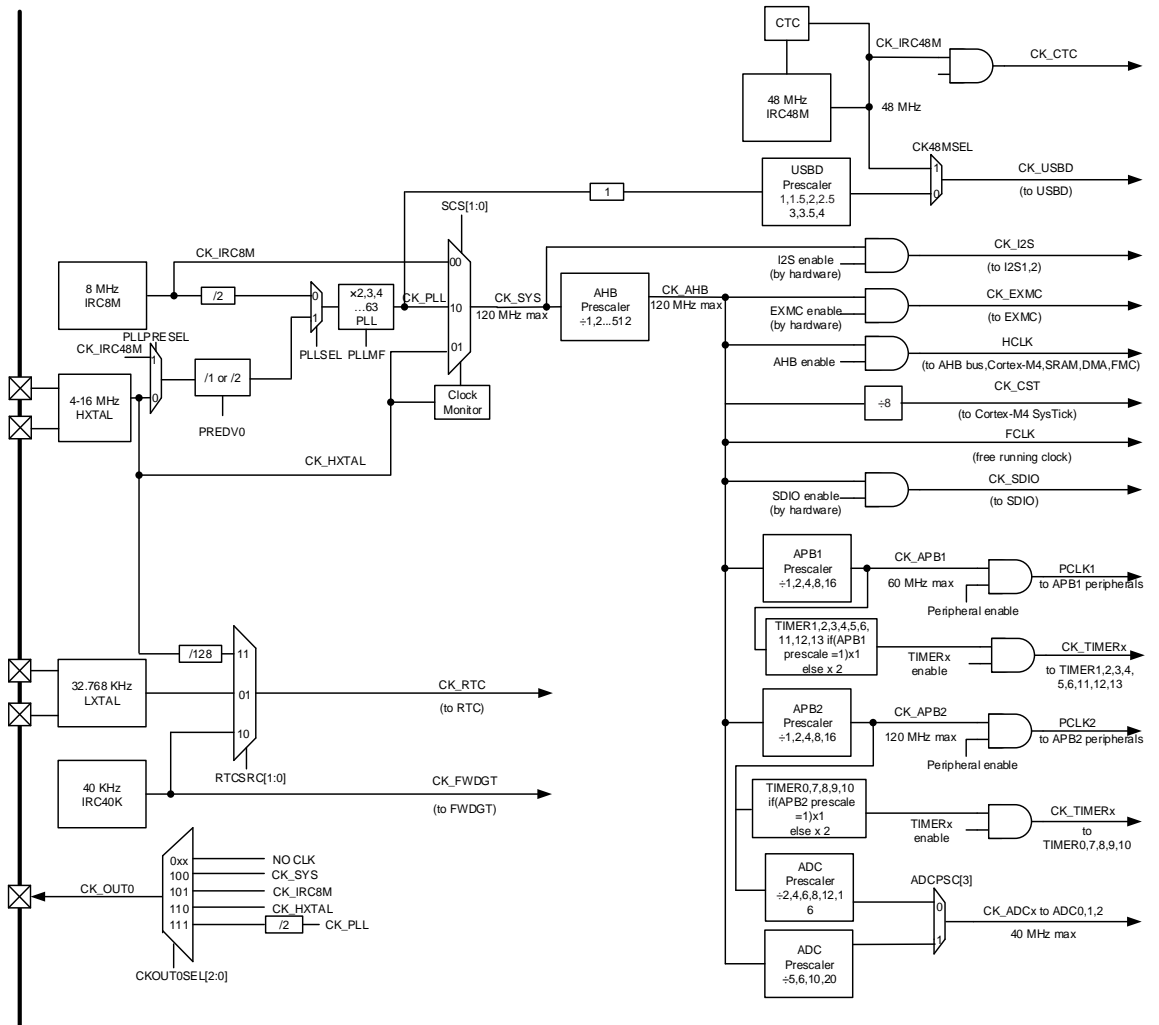 CTC
CK_IRC48M
CK_CTC
48 MHz
IRC48M
48 MHz
CK48MSEL
1
0
CK_USBD
(to USBD)
USBD
Prescaler
1,1.5,2,2.5
3,3.5,4
1
SCS[1:0]
CK_IRC8M
00
10
01
8 MHz
IRC8M
/2
0
1
PLLSEL
×2,3,4
…63
PLL
PLLMF
CK_PLL
CK_SYS
120 MHz max
AHB
Prescaler
÷1,2...512
CK_AHB
120 MHz max
I2S enable
(by hardware)
CK_I2S
(to I2S1,2)
EXMC enable
(by hardware)
CK_EXMC
(to EXMC)
AHB enable
HCLK
(to AHB bus,Cortex-M4,SRAM,DMA,FMC)
÷8
CK_CST
(to Cortex-M4 SysTick)
FCLK
(free running clock)
SDIO enable
(by hardware)
CK_SDIO
(to SDIO)
PLLPRESEL
CK_IRC48M
1
0
4-16 MHz
HXTAL
/1 or /2
PREDV0
Clock
Monitor
CK_HXTAL
APB1
Prescaler
÷1,2,4,8,16
CK_APB1
60 MHz max
Peripheral enable
PCLK1
to APB1 peripherals
TIMER1,2,3,4,5,6,
11,12,13 if(APB1
prescale =1)x1
else x 2
TIMERx
enable
CK_TIMERx
to TIMER1,2,3,4,
5,6,11,12,13
/128
11
01
10
RTCSRC[1:0]
32.768 KHz
LXTAL
CK_RTC
(to RTC)
40 KHz
IRC40K
CK_FWDGT
(to FWDGT)
APB2
Prescaler
÷1,2,4,8,16
CK_APB2
120 MHz max
Peripheral enable
PCLK2
to APB2 peripherals
TIMER0,7,8,9,10
if(APB2 prescale
=1)x1
else x 2
TIMERx
enable
CK_TIMERx
to
TIMER0,7,8,9,10
ADC
Prescaler
÷2,4,6,8,12,1
6
ADCPSC[3]
0
1
CK_ADCx to ADC0,1,2
40 MHz max
ADC
Prescaler
÷5,6,10,20
CK_OUT0
0xx
100
101
110
111
NO CLK
CK_SYS
CK_IRC8M
CK_HXTAL
/2
CK_PLL
CKOUT0SEL[2:0]